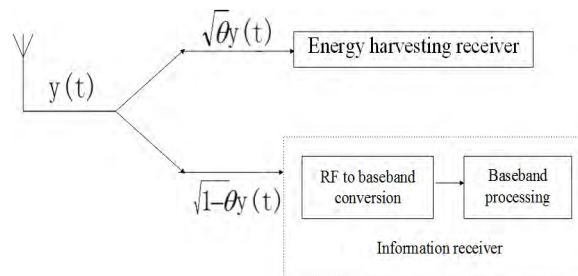 √θy(t)
Energy harvesting receiver
y(t)
√1-θy(t)
RF to baseband
conversion
Baseband
processing
Information receiver